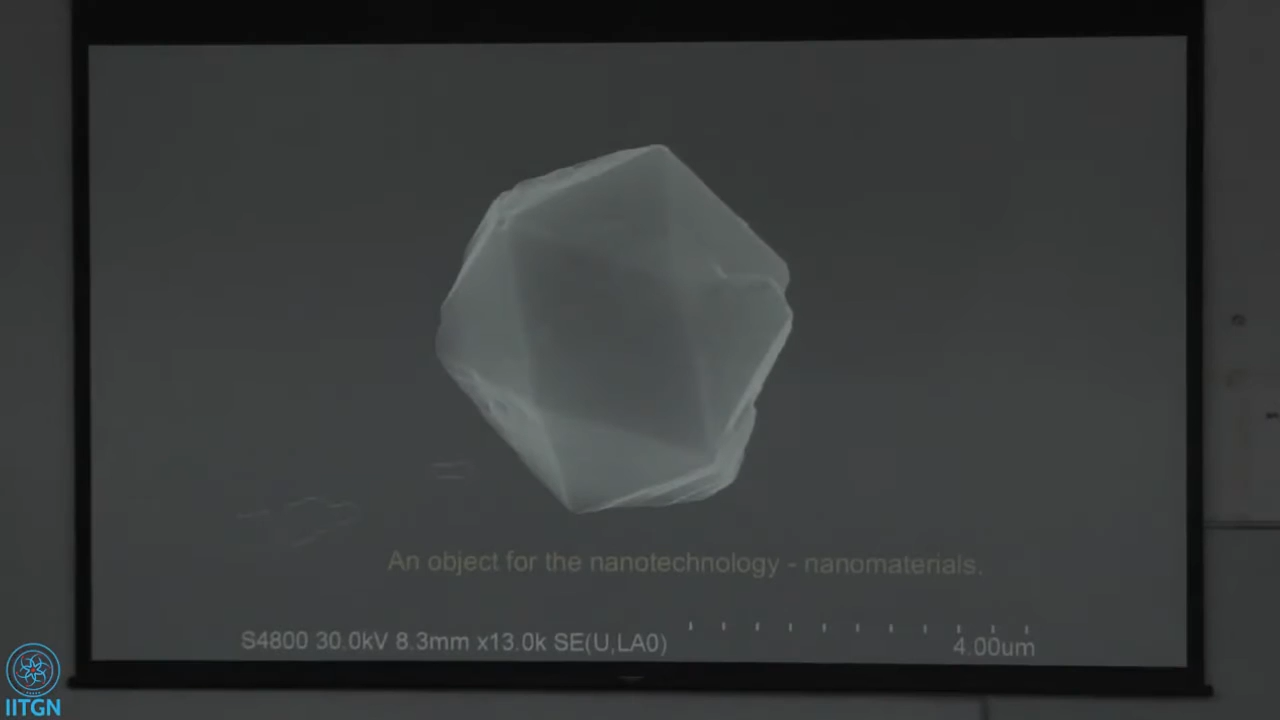 An object for the nanotechnology - nanomaterials.
S4800 30.0kV 8.3mm x13.0k SE(U,LA0)
4.00um
IITGN